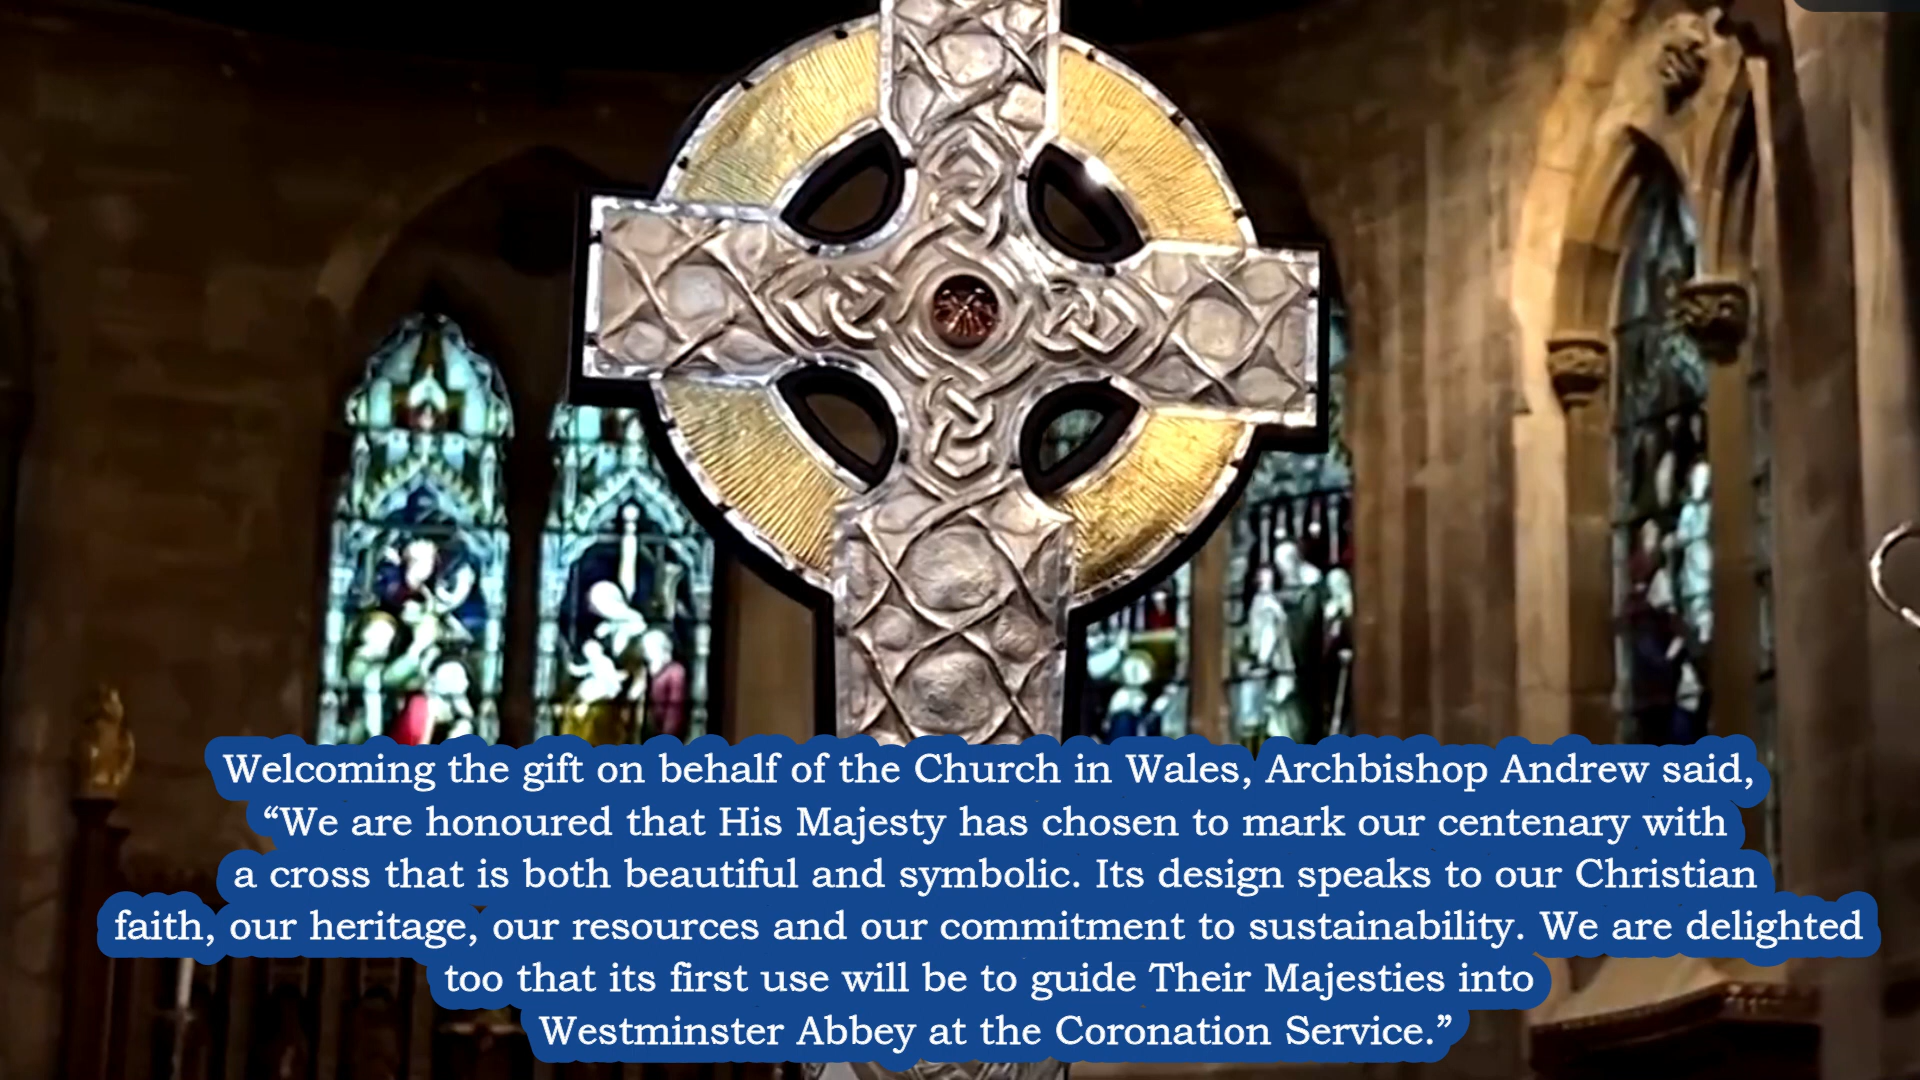 Welcoming the gift on behalf of the Church in Wales, Archbishop Andrew said,
“We are honoured that His Majesty has chosen to mark our centenary with
a cross that is both beautiful and symbolic. Its design speaks to our Christian
faith, our heritage, our resources and our commitment to sustainability. We are delighted
too that its first use will be to guide Their Majesties into
Westminster Abbey at the Coronation Service.”